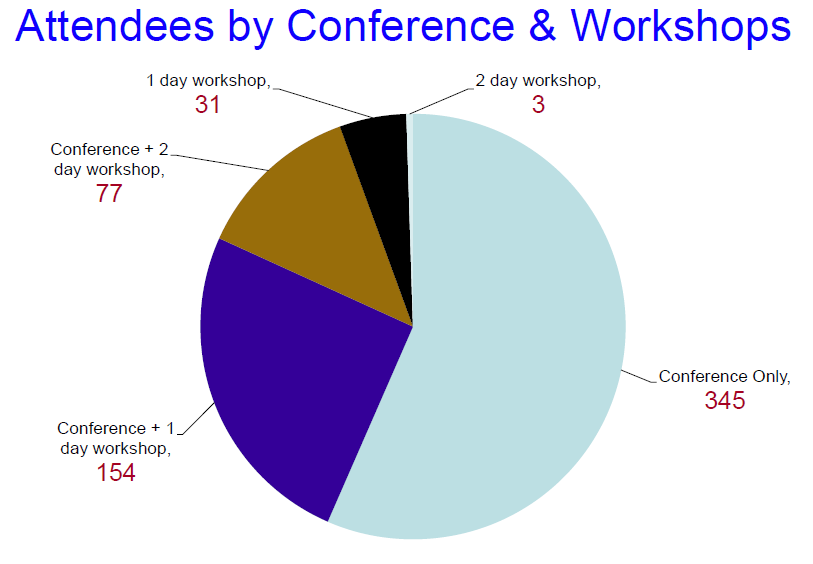 Attendees by Conference & Workshops
1 day workshop,
31
2 day workshop,
3
Conference + 2
day workshop,
77
Conference Only,
345
Conference + 1
day workshop,
154